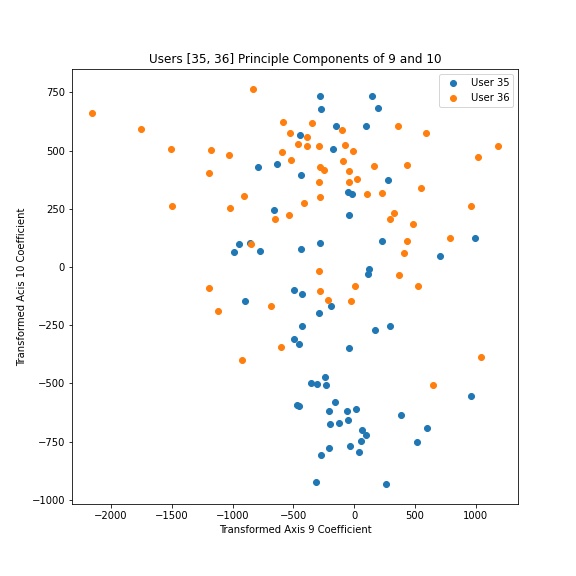 Users [35, 36] Principle Components of 9 and 10
User 35
User 36
Transformed Acis 10 Coefficient
750
500
250
0
−250
−500
−750
−1000
−2000 −1500 −1000 −500 0 500 1000
Transformed Axis 9 Coefficient